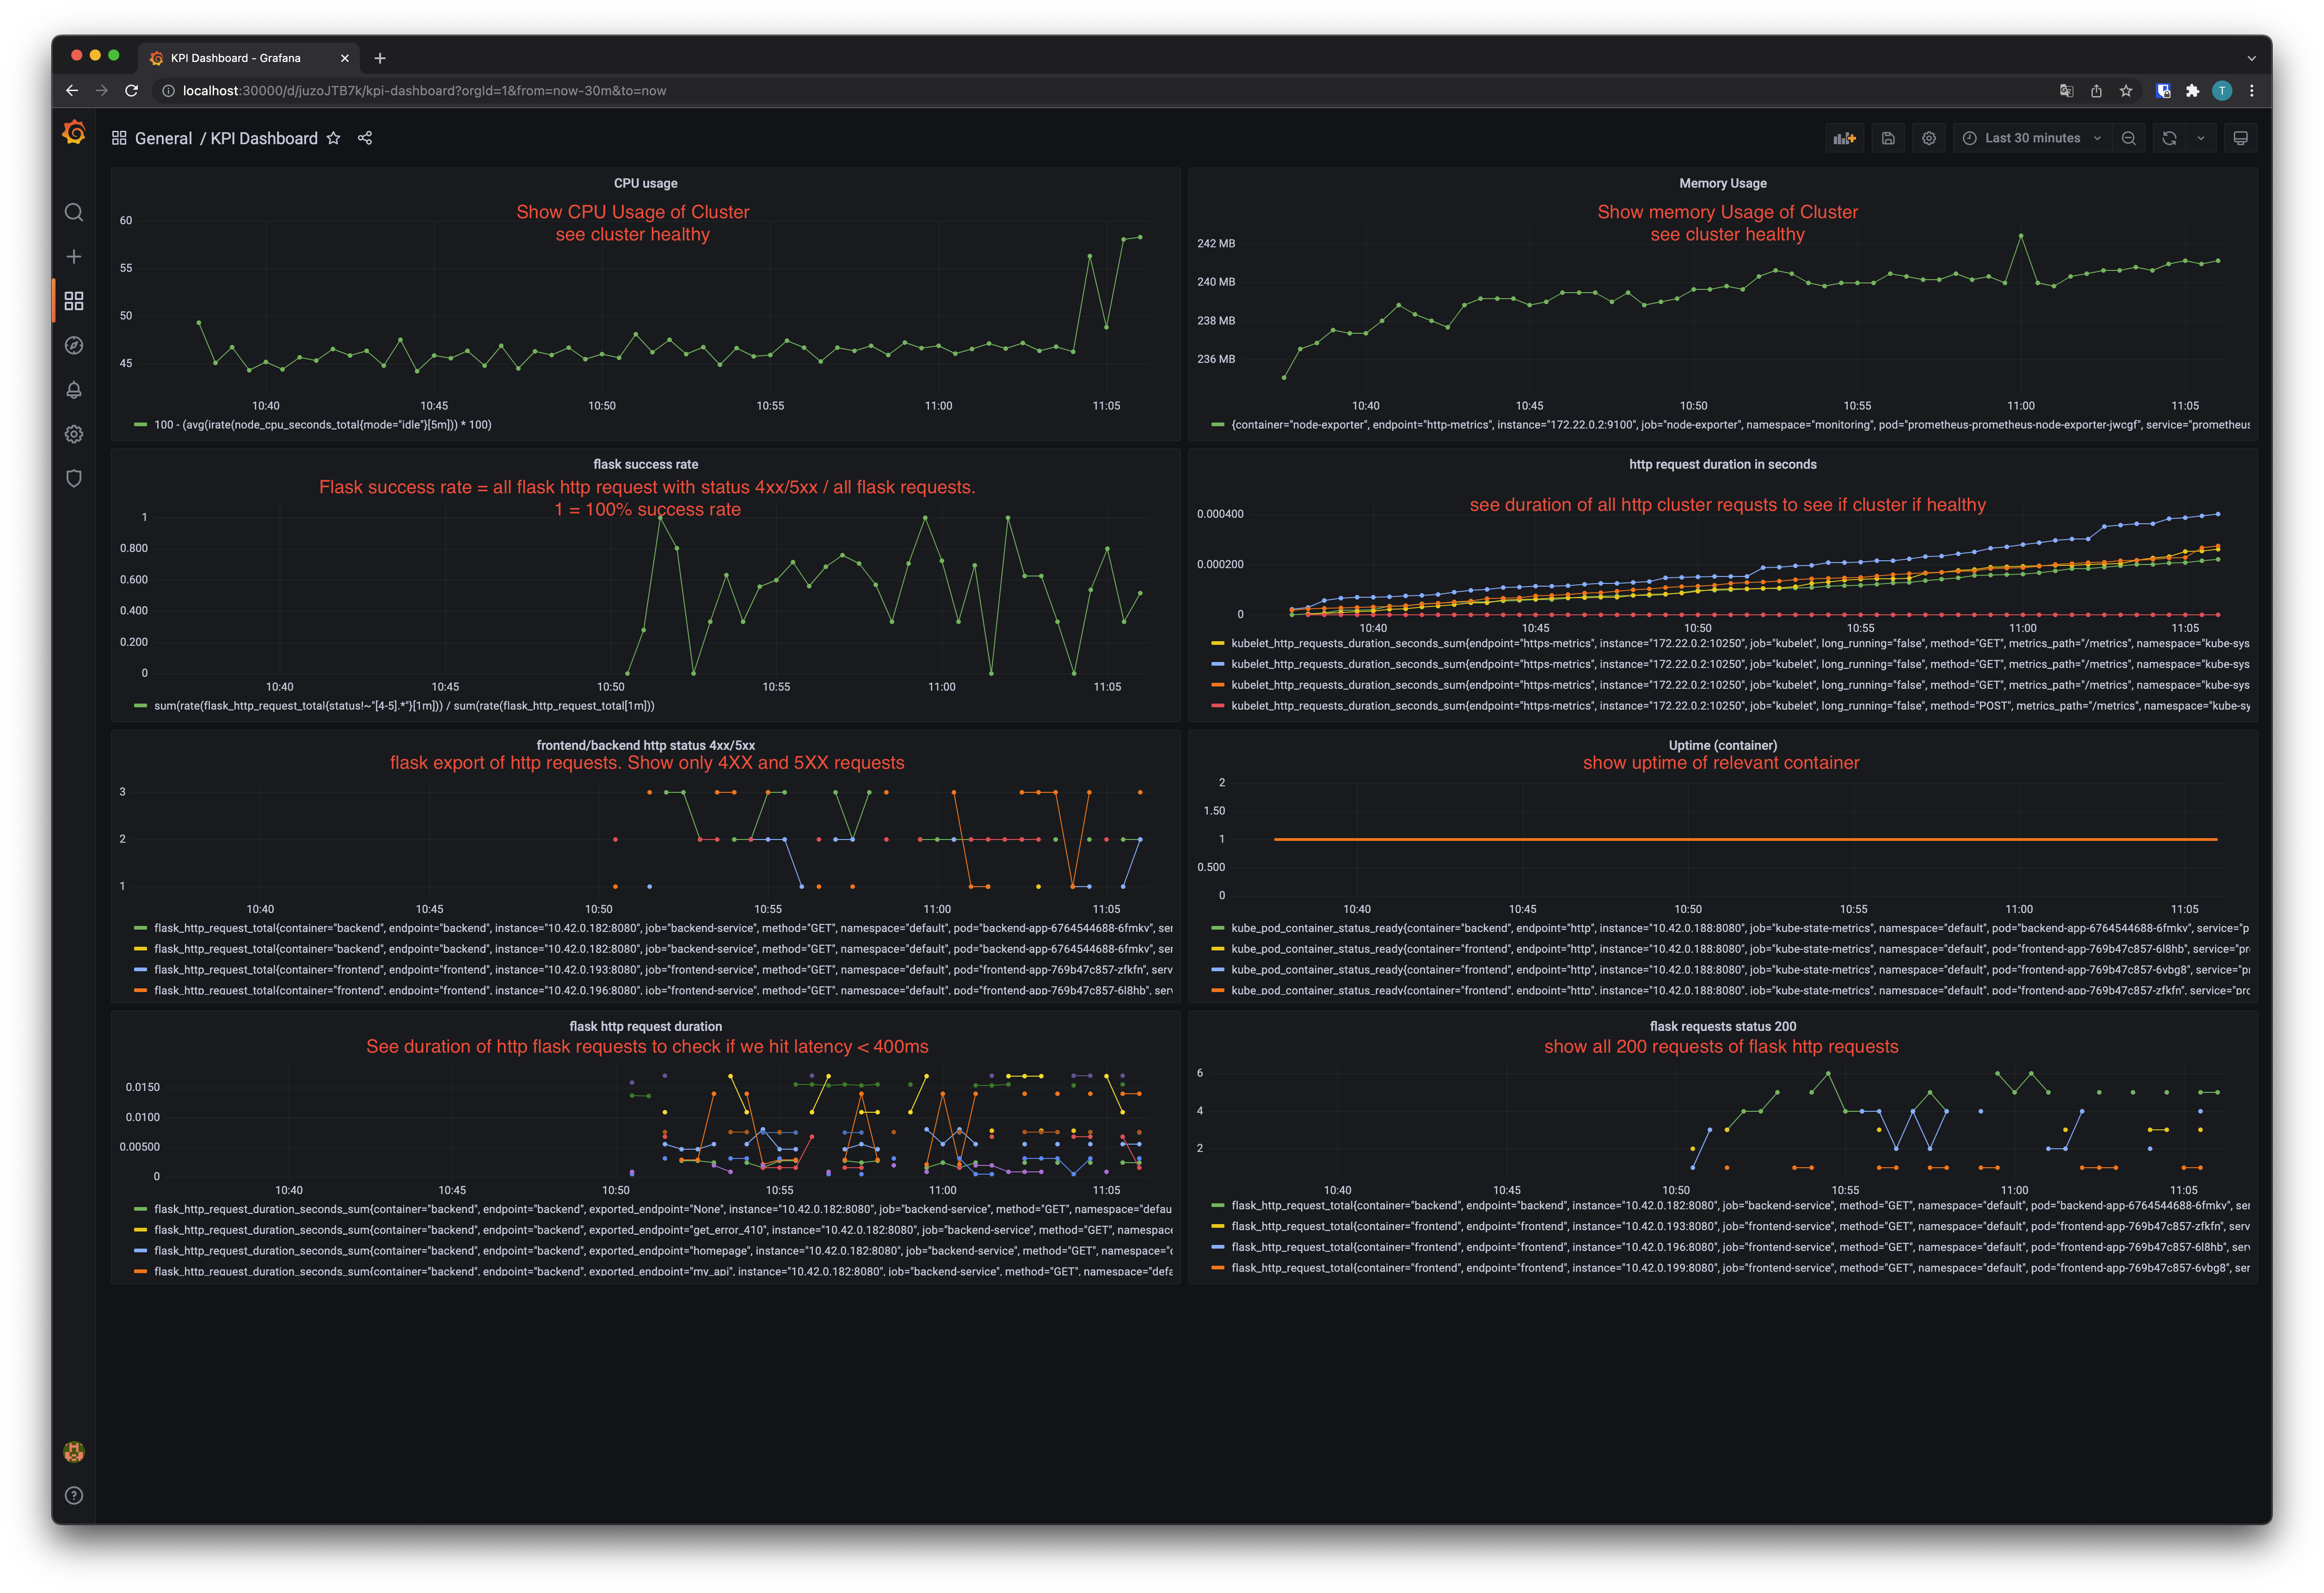 KPI Dashboard - Grafana
localhost:30000/d/juzoJTB7k/kpi-dashboard?orgId=1&from=now-30m&to=now
T
General / KPI Dashboard
Last 30 minutes
CPU usage
Show CPU Usage of Cluster
see cluster healthy
60
55
50
45
10:40 10:45 10:50 10:55 11:00 11:05
100 - (avg(irate(node_cpu_seconds_total{mode="idle"}[5m])) * 100)
Memory Usage
Show memory Usage of Cluster
see cluster healthy
242 MB
240 MB
238 MB
236 MB
10:40 10:45 10:50 10:55 11:00 11:05
{container="node-exporter", endpoint="http-metrics", instance="172.22.0.2:9100", job="node-exporter", namespace="monitoring", pod="prometheus-prometheus-node-exporter-jwcgf", service="prometheus
flask success rate
Flask success rate = all flask http request with status 4xx/5xx / all flask requests.
1 = 100% success rate
1
0.800
0.600
0.400
0.200
0
10:40 10:45 10:50 10:55 11:00 11:05
sum(rate(flask_http_request_total{status!~"[4-5].*"}[1m])) / sum(rate(flask_http_request_total[1m]))
http request duration in seconds
see duration of all http cluster requsts to see if cluster if healthy
0.000400
0.000200
0
10:40 10:45 10:50 10:55 11:00 11:05
kubelet_http_requests_duration_seconds_sum{endpoint="https-metrics", instance="172.22.0.2:10250", job="kubelet", long_running="false", method="GET", metrics_path="/metrics", namespace="kube-sys
kubelet_http_requests_duration_seconds_sum{endpoint="https-metrics", instance="172.22.0.2:10250", job="kubelet", long_running="false", method="GET", metrics_path="/metrics", namespace="kube-sys
kubelet_http_requests_duration_seconds_sum{endpoint="https-metrics", instance="172.22.0.2:10250", job="kubelet", long_running="false", method="GET", metrics_path="/metrics", namespace="kube-sys
kubelet_http_requests_duration_seconds_sum{endpoint="https-metrics", instance="172.22.0.2:10250", job="kubelet", long_running="false", method="POST", metrics_path="/metrics", namespace="kube-sy
frontend/backend http status 4xx/5xx
flask export of http requests. Show only 4XX and 5XX requests
3
2
1
10:40 10:45 10:50 10:55 11:00 11:05
flask_http_request_total{container="backend", endpoint="backend", instance="10.42.0.182:8080", job="backend-service", method="GET", namespace="default", pod="backend-app-6764544688-6fmkv", ser
flask_http_request_total{container="backend", endpoint="backend", instance="10.42.0.182:8080", job="backend-service", method="GET", namespace="default", pod="backend-app-6764544688-6fmkv", ser
flask_http_request_total{container="frontend", endpoint="frontend", instance="10.42.0.193:8080", job="frontend-service", method="GET", namespace="default", pod="frontend-app-769b47c857-zfkfn", serv
flask_http_request_total{container="frontend", endpoint="frontend", instance="10.42.0.196:8080", job="frontend-service", method="GET", namespace="default", pod="frontend-app-769b47c857-6l8hb", serv
Uptime (container)
show uptime of relevant container
2
1.50
1
0.500
0
10:40 10:45 10:50 10:55 11:00 11:05
kube_pod_container_status_ready{container="backend", endpoint="http", instance="10.42.0.188:8080", job="kube-state-metrics", namespace="default", pod="backend-app-6764544688-6fmkv", service="p
kube_pod_container_status_ready{container="frontend", endpoint="http", instance="10.42.0.188:8080", job="kube-state-metrics", namespace="default", pod="frontend-app-769b47c857-6l8hb", service="pr
kube_pod_container_status_ready{container="frontend", endpoint="http", instance="10.42.0.188:8080", job="kube-state-metrics", namespace="default", pod="frontend-app-769b47c857-6vbg8", service="p
kube_pod_container_status_ready{container="frontend", endpoint="http", instance="10.42.0.188:8080", job="kube-state-metrics", namespace="default", pod="frontend-app-769b47c857-zfkfn", service="prc
flask http request duration
See duration of http flask requests to check if we hit latency < 400ms
0.0150
0.0100
0.00500
0
10:40 10:45 10:50 10:55 11:00 11:05
flask_http_request_duration_seconds_sum{container="backend", endpoint="backend", exported_endpoint="None", instance="10.42.0.182:8080", job="backend-service", method="GET", namespace="defau
flask_http_request_duration_seconds_sum{container="backend", endpoint="backend", exported_endpoint="get_error_410", instance="10.42.0.182:8080", job="backend-service", method="GET", namespace
flask_http_request_duration_seconds_sum{container="backend", endpoint="backend", exported_endpoint="homepage", instance="10.42.0.182:8080", job="backend-service", method="GET", namespace="c
flask_http_request_duration_seconds_sum{container="backend", endpoint="backend", exported_endpoint="my_api", instance="10.42.0.182:8080", job="backend-service", method="GET", namespace="defa
flask requests status 200
show all 200 requests of flask http requests
6
4
2
10:40 10:45 10:50 10:55 11:00 11:05
flask_http_request_total{container="backend", endpoint="backend", instance="10.42.0.182:8080", job="backend-service", method="GET", namespace="default", pod="backend-app-6764544688-6fmkv", ser
flask_http_request_total{container="frontend", endpoint="frontend", instance="10.42.0.193:8080", job="frontend-service", method="GET", namespace="default", pod="frontend-app-769b47c857-zfkfn", serv
flask_http_request_total{container="frontend", endpoint="frontend", instance="10.42.0.196:8080", job="frontend-service", method="GET", namespace="default", pod="frontend-app-769b47c857-6l8hb", serv
flask_http_request_total{container="frontend", endpoint="frontend", instance="10.42.0.199:8080", job="frontend-service", method="GET", namespace="default", pod="frontend-app-769b47c857-6vbg8", ser